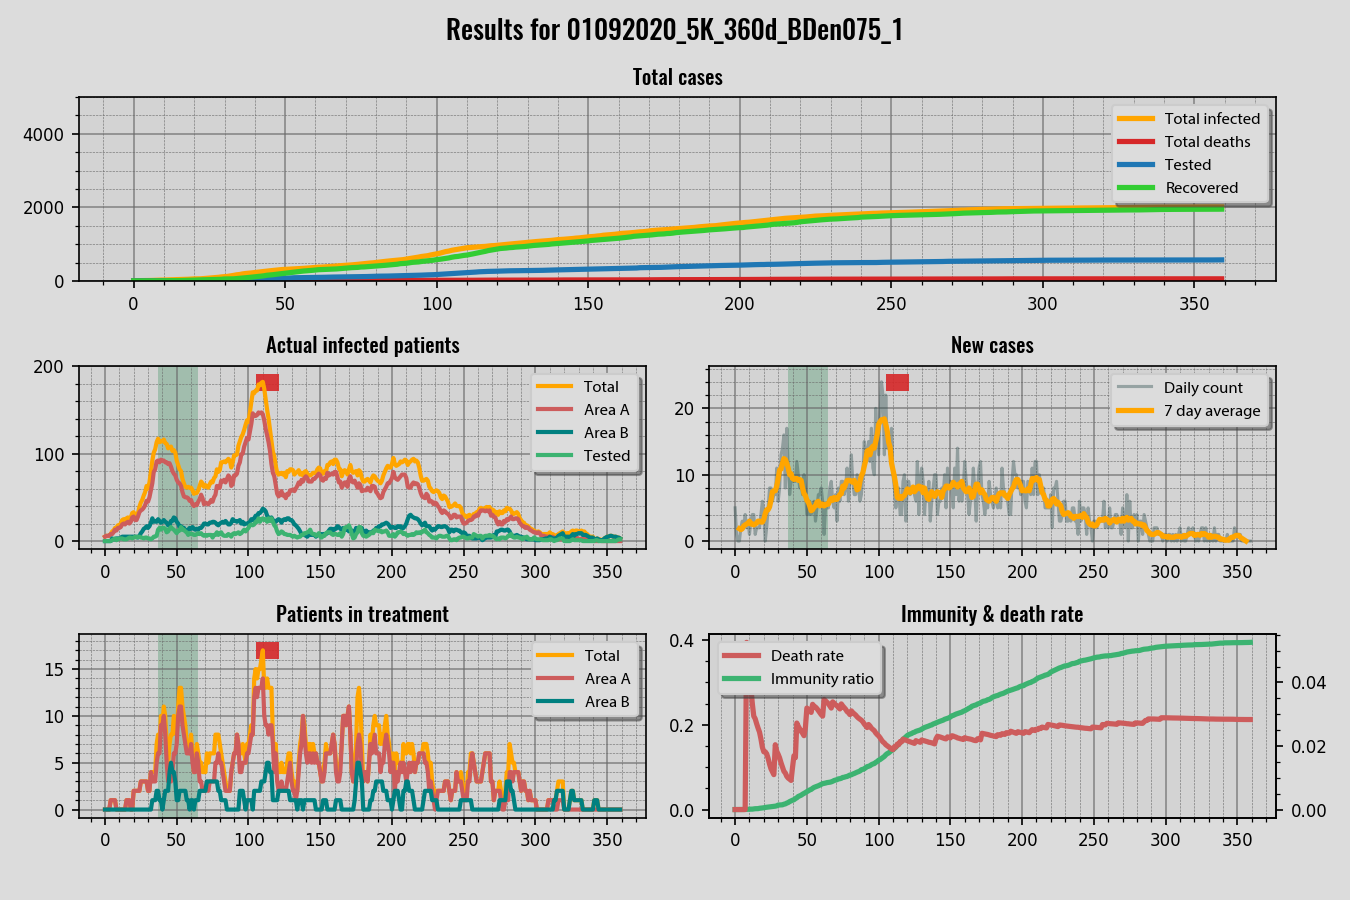 Results for 01092020_5K_360d_BDen075_1
Total cases
4000
2000
0
0 50 100 150 200 250 300 350
Total infected
Total deaths
Tested
Recovered
Actual infected patients
200
100
0
0 50 100 150 200 250 300 350
Total
Area A
Area B
Tested
New cases
20
10
0
0 50 100 150 200 250 300 350
Daily count
7 day average
Patients in treatment
15
10
5
0
0 50 100 150 200 250 300 350
Total
Area A
Area B
Immunity & death rate
0.4
0.2
0.0
0 50 100 150 200 250 300 350
0.04
0.02
0.00
Death rate
Immunity ratio